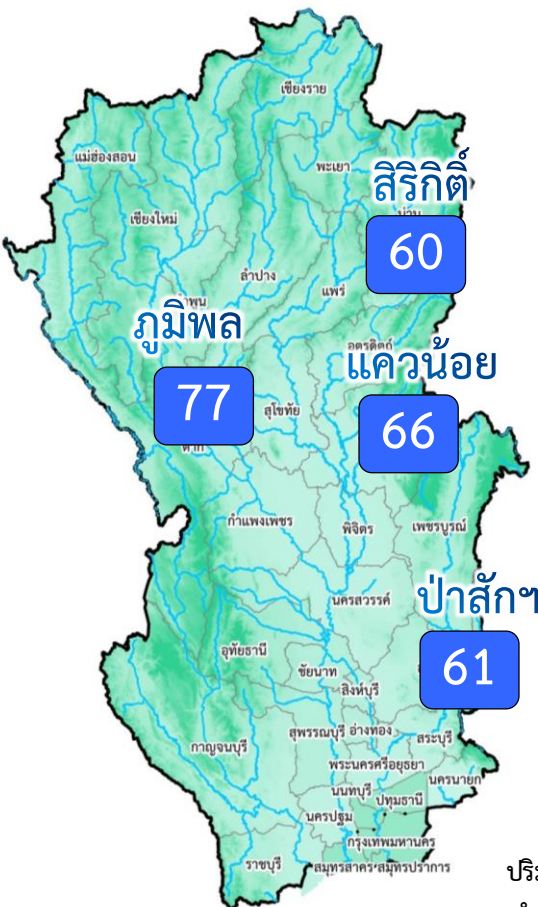 เชียงราย
แม่ฮ่องสอน
พะเยา
สิริกิติ์
น่าน
เชียงใหม่
60
ลำปาง
แพร่
ภูมิพล
อุตรดิตถ์
แควน้อย
77
สุโขทัย
66
ตาก
กำแพงเพชร
พิจิตร
เพชรบูรณ์
นครสวรรค์
ป่าสักฯ
อุทัยธานี
61
ชัยนาท
สิงห์บุรี
สุพรรณบุรี อ่างทอง
สระบุรี
กาญจนบุรี
พระนครศรีอยุธยา
นครนายก
นนทบุรี
ปทุมธานี
นครปฐม
กรุงเทพมหานคร
ราชบุรี
สมุทรสาคร สมุทรปราการ